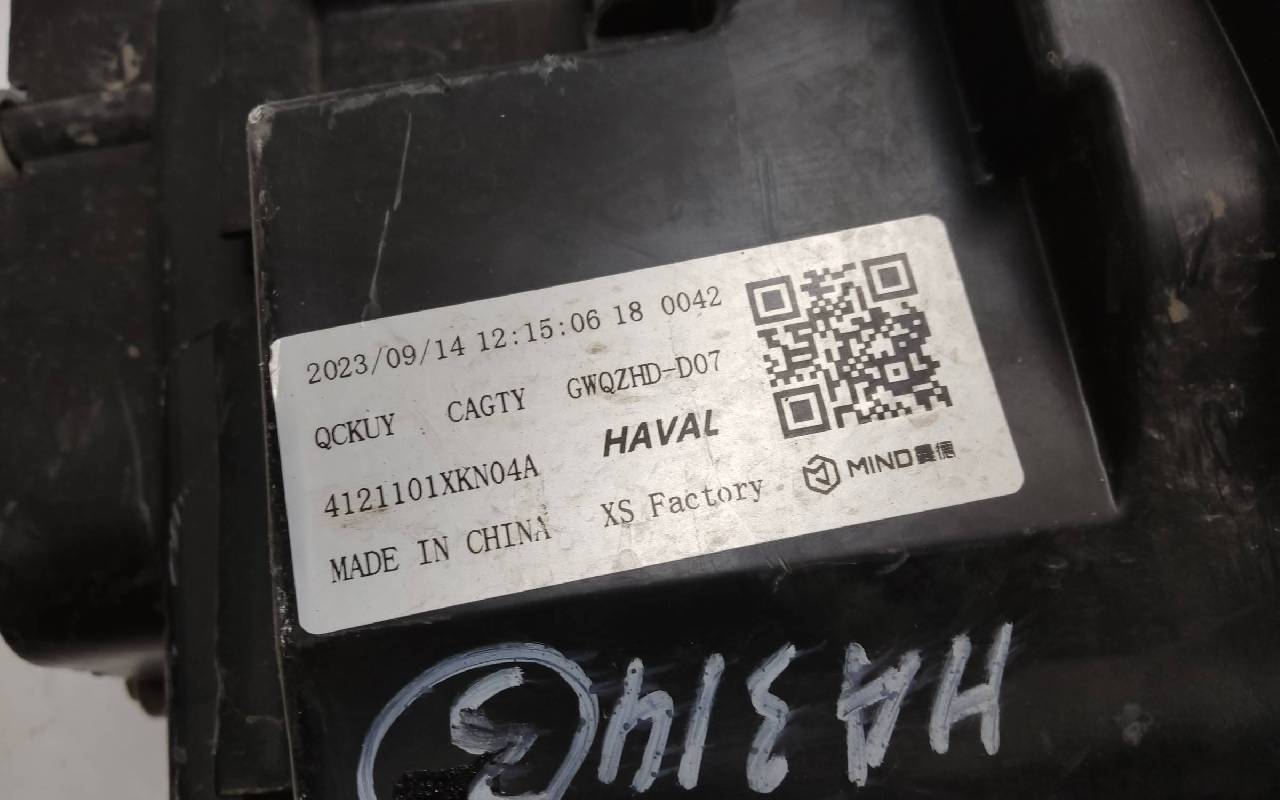 2023/09/14 12:15:06 18 0042
QCKUY CAGTY GWQZHD-D07
4121101XKN04A HAVAL
MADE IN CHINA XS Factory
MIND曼德